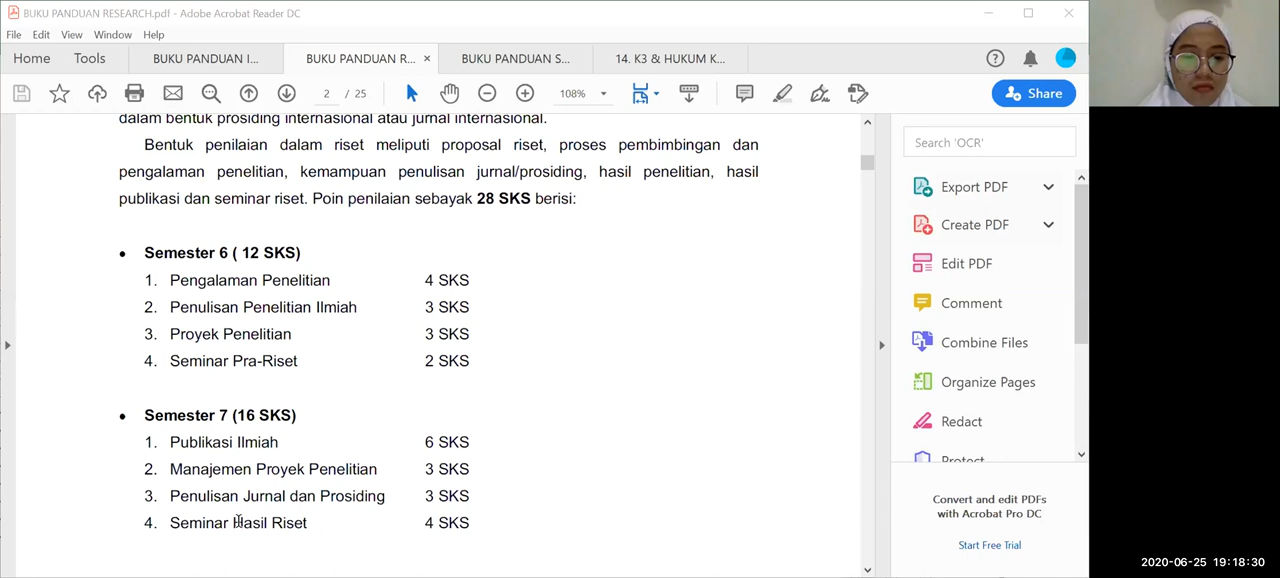 BUKU PANDUAN RESEARCH.pdf - Adobe Acrobat Reader DC
File Edit View Window Help
Home Tools BUKU PANDUAN I... BUKU PANDUAN R... × BUKU PANDUAN S... 14. K3 & HUKUM K...
2 / 25 108% Share
dalam bentuk prosiding internasional atau jurnal internasional.
Bentuk penilaian dalam riset meliputi proposal riset, proses pembimbingan dan
pengalaman penelitian, kemampuan penulisan jurnal/prosiding, hasil penelitian, hasil
publikasi dan seminar riset. Poin penilaian sebayak 28 SKS berisi:
• Semester 6 ( 12 SKS)
1. Pengalaman Penelitian 4 SKS
2. Penulisan Penelitian Ilmiah 3 SKS
3. Proyek Penelitian 3 SKS
4. Seminar Pra-Riset 2 SKS
• Semester 7 (16 SKS)
1. Publikasi Ilmiah 6 SKS
2. Manajemen Proyek Penelitian 3 SKS
3. Penulisan Jurnal dan Prosiding 3 SKS
4. Seminar Hasil Riset 4 SKS
Search 'OCR'
Export PDF
Create PDF
Edit PDF
Comment
Combine Files
Organize Pages
Redact
Protect
Convert and edit PDFs
with Acrobat Pro DC
Start Free Trial
2020-06-25 19:18:30